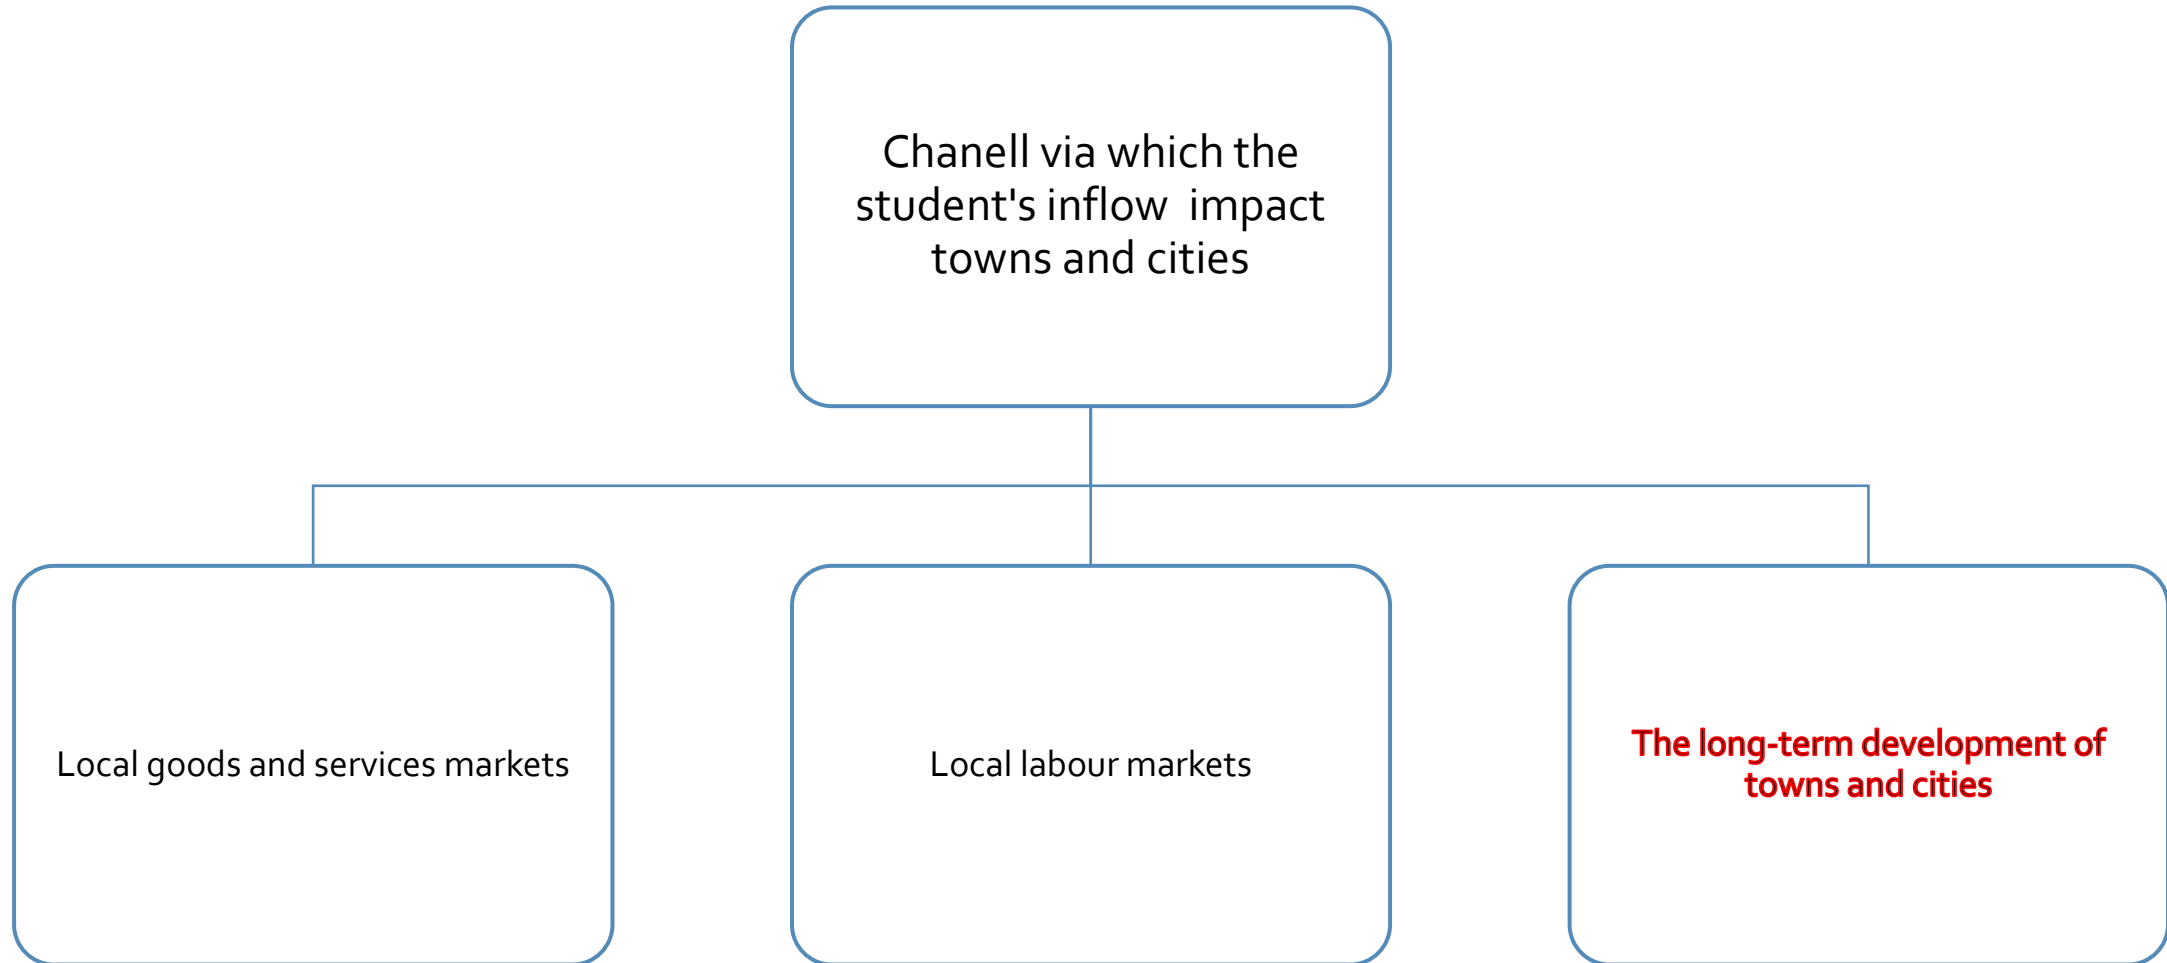 Chanell via which the
student's inflow  impact
towns and cities
Local goods and services markets
Local labour markets
The long-term development of
towns and cities